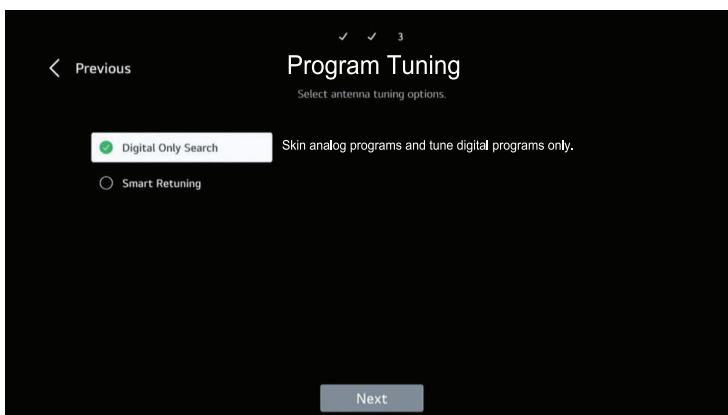 3
Previous
Program Tuning
Select antenna tuning options.
Digital Only Search
Skin analog programs and tune digital programs only.
Smart Retuning
Next